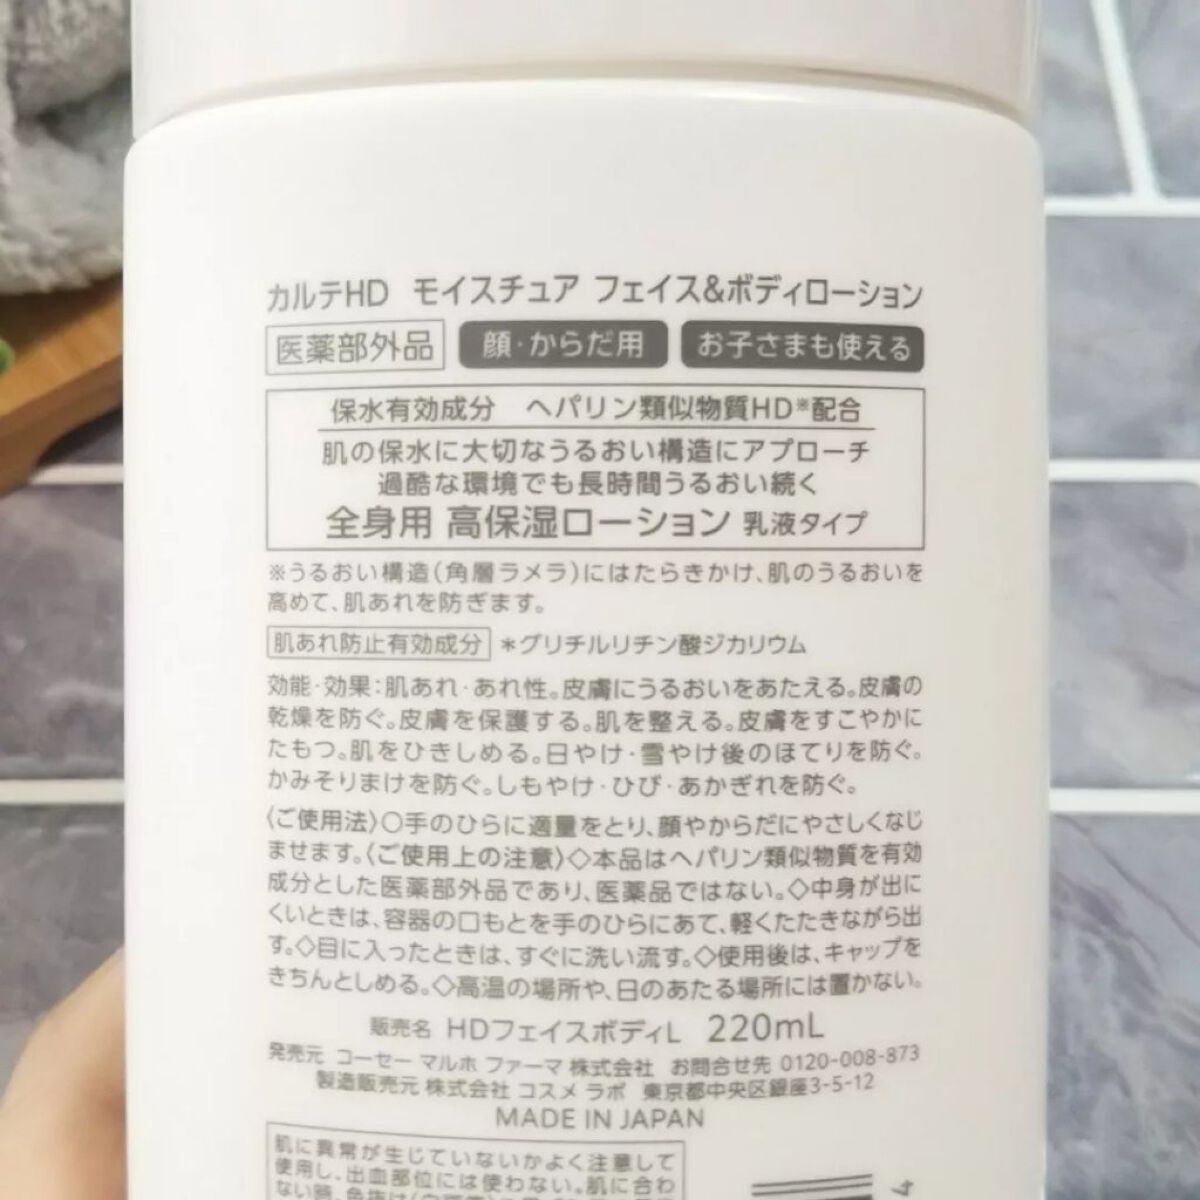 カルテHD モイスチュア フェイス&ボディローション
医薬部外品 顔・からだ用 お子さまも使える
保水有効成分 ヘパリン類似物質HD※配合
肌の保水に大切なうるおい構造にアプローチ
過酷な環境でも長時間うるおい続く
全身用 高保湿ローション 乳液タイプ
※うるおい構造(角層ラメラ)にはたらきかけ、肌のうるおいを
高めて、肌あれを防ぎます。
肌あれ防止有効成分 *グリチルリチン酸ジカリウム
効能・効果:肌あれ・あれ性。皮膚にうるおいをあたえる。皮膚の
乾燥を防ぐ。皮膚を保護する。肌を整える。皮膚をすこやかに
たもつ。肌をひきしめる。日やけ・雪やけ後のほてりを防ぐ。
かみそりまけを防ぐ。しもやけ・ひび・あかぎれを防ぐ。
〈ご使用法〉○手のひらに適量をとり、顔やからだにやさしくなじ
ませます。〈ご使用上の注意〉◇本品はヘパリン類似物質を有効
成分とした医薬部外品であり、医薬品ではない。◇中身が出に
くいときは、容器の口もとを手のひらにあて、軽くたたきながら出
す。◇目に入ったときは、すぐに洗い流す。◇使用後は、キャップを
きちんとしめる。◇高温の場所や、日のあたる場所には置かない。
販売名 HDフェイスボディL 220mL
発売元 コーセー マルホ ファーマ 株式会社 お問合せ先 0120-008-873
製造販売元 株式会社 コスメ ラボ 東京都中央区銀座3-5-12
MADE IN JAPAN
肌に異常が生じていないかよく注意して
使用し、出血部位には使わない。肌に合わ
ない時、